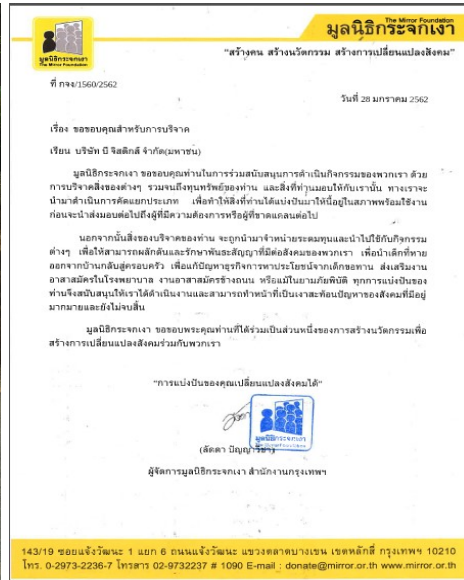 The Mirror Foundation
มูลนิธิกระจกเงา
มูลนิธิกระจกเงา
The Mirror Foundation
"สร้างคน สร้างนวัตกรรม สร้างการเปลี่ยนแปลงสังคม"
ที่ กจง/1560/2562
วันที่ 28 มกราคม 2562
เรื่อง ขอขอบคุณสำหรับการบริจาค
เรียน บริษัท บี จิสติกส์ จำกัด(มหาชน)
มูลนิธิกระจกเงา ขอขอบคุณท่านในการร่วมสนับสนุนการดำเนินกิจกรรมของพวกเรา ด้วย
การบริจาคสิ่งของต่างๆ รวมจนถึงทุนทรัพย์ของท่าน และสิ่งที่ท่านมอบให้กับเรานั้น ทางเราจะ
นำมาดำเนินการคัดแยกประเภท เพื่อทำให้สิ่งที่ท่านได้แบ่งปันมาให้นี้อยู่ในสภาพพร้อมใช้งาน
ก่อนจะนำส่งมอบต่อไปถึงผู้ที่มีความต้องการหรือผู้ที่ขาดแคลนต่อไป
นอกจากนั้นสิ่งของบริจาคของท่าน จะถูกนำมาจำหน่ายระดมทุนและนำไปใช้กับกิจกรรม
ต่างๆ เพื่อให้สามารถผลักดันและรักษาพันธะสัญญาที่มีต่อสังคมของพวกเรา เพื่อนำเด็กที่หาย
ออกจากบ้านกลับสู่ครอบครัว เพื่อแก้ปัญหาธุรกิจการหาประโยชน์จากเด็กขอทาน ส่งเสริมงาน
อาสาสมัครในโรงพยาบาล งานอาสาสมัครข้างถนน หรือแม้ในยามภัยพิบัติ ทุกการแบ่งปันของ
ท่านจึงสนับสนุนให้เราได้ดำเนินงานและสามารถทำหน้าที่เป็นเงาสะท้อนปัญหาของสังคมที่มีอยู่
มากมายและยังไม่จบสิ้น
มูลนิธิกระจกเงา ขอขอบพระคุณท่านที่ได้ร่วมเป็นส่วนหนึ่งของการสร้างนวัตกรรมเพื่อ
สร้างการเปลี่ยนแปลงสังคมร่วมกับพวกเรา
"การแบ่งปันของคุณเปลี่ยนแปลงสังคมได้"
มูลนิธิกระจกเงา
The Mirror Foundation
(ลัดดา ปัญญาวิชา)
ผู้จัดการมูลนิธิกระจกเงา สำนักงานกรุงเทพฯ
143/19 ซอยแจ้งวัฒนะ 1 แยก 6 ถนนแจ้งวัฒนะ แขวงตลาดบางเขน เขตหลักสี่ กรุงเทพฯ 10210
โทร. 0-2973-2236-7 โทรสาร 02-9732237 # 1090 E-mail : donate@mirror.or.th www.mirror.or.th